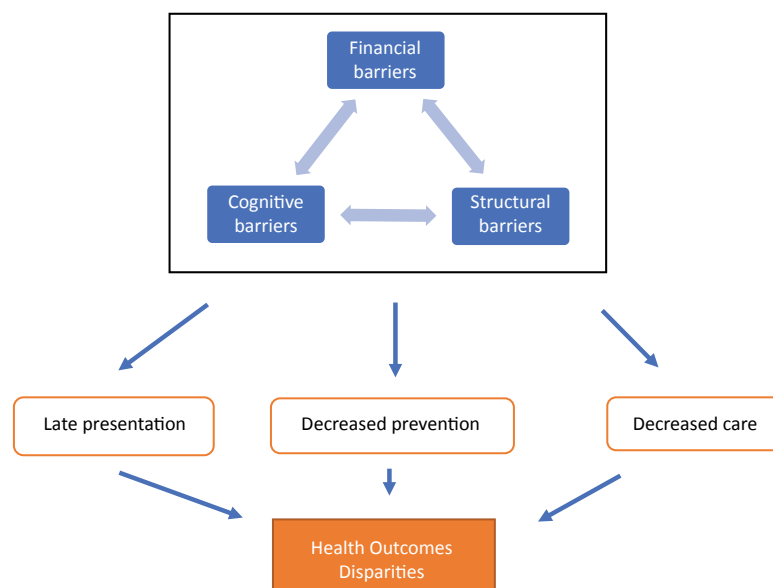 Financial
barriers
Cognitive
barriers
Structural
barriers
Late presentation
Decreased prevention
Decreased care
Health Outcomes
Disparities